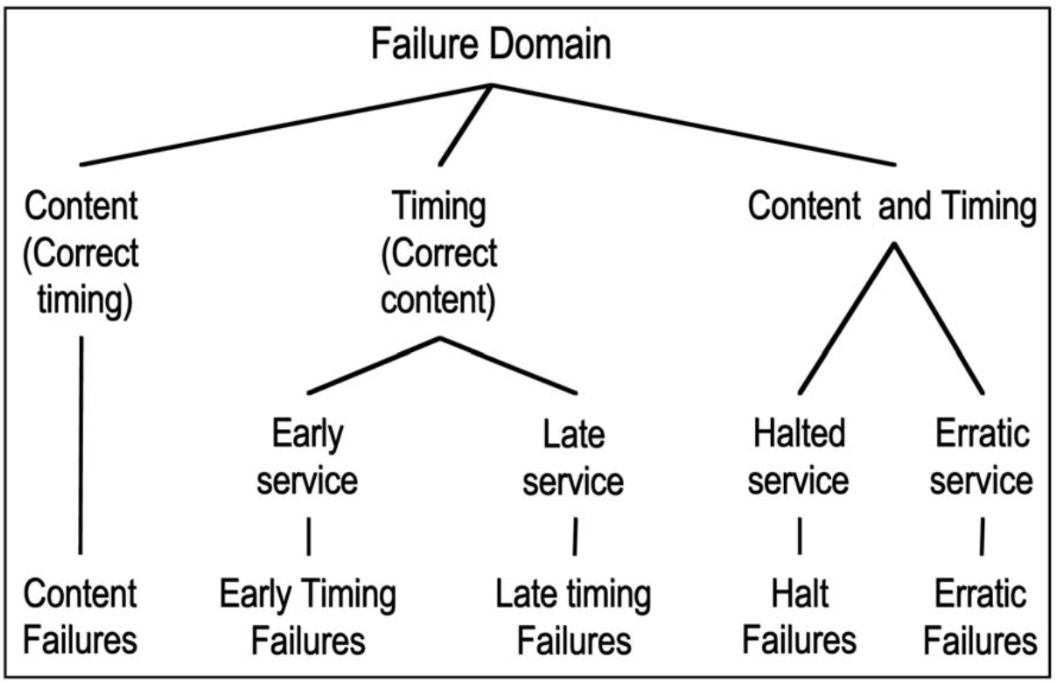 Failure Domain
Content
(Correct
timing)
Timing
(Correct
content)
Content and Timing
Early
service
Late
service
Halted
service
Erratic
service
Content
Failures
Early Timing
Failures
Late timing
Failures
Halt
Failures
Erratic
Failures